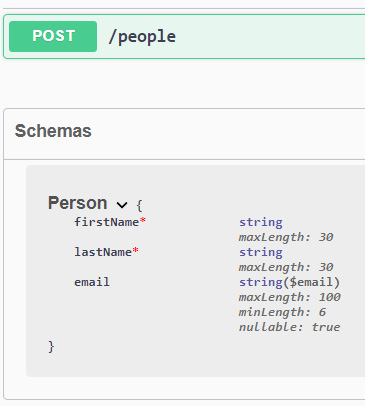 POST /people
Schemas
Person {
firstName* string
maxLength: 30
lastName* string
maxLength: 30
email string($email)
maxLength: 100
minLength: 6
nullable: true
}